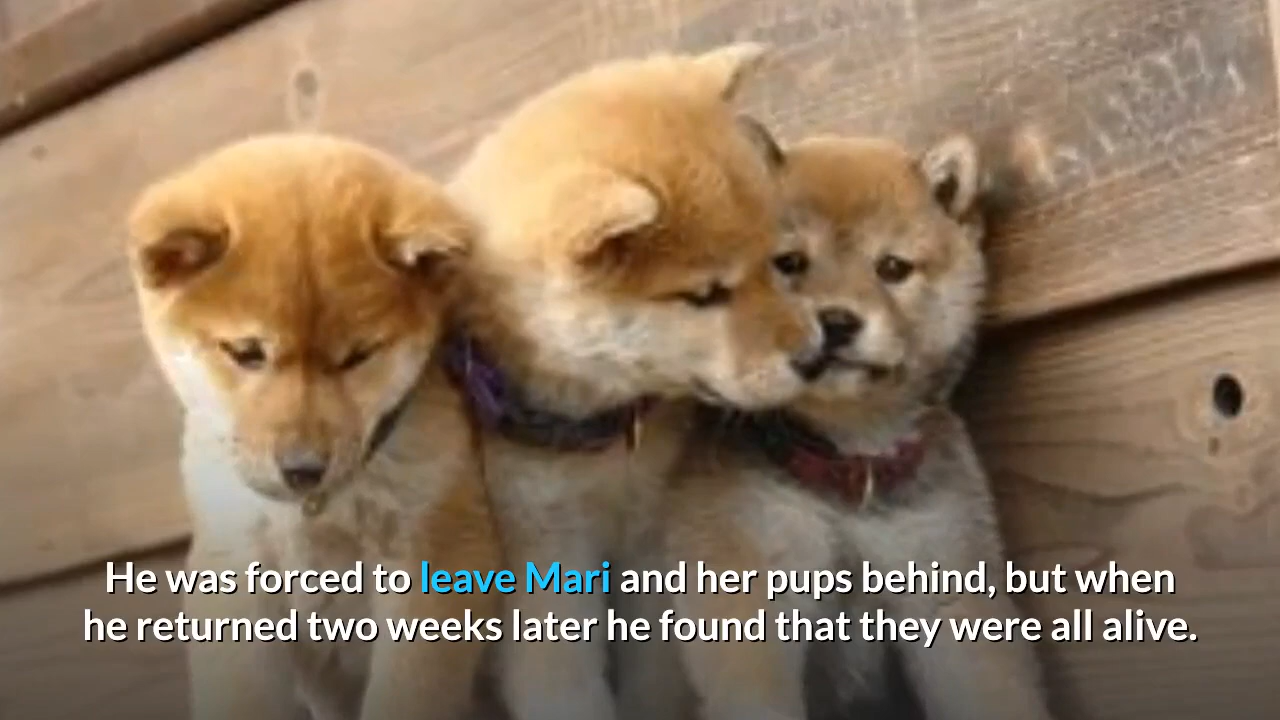 He was forced to leave Mari and her pups behind, but when
he returned two weeks later he found that they were all alive.